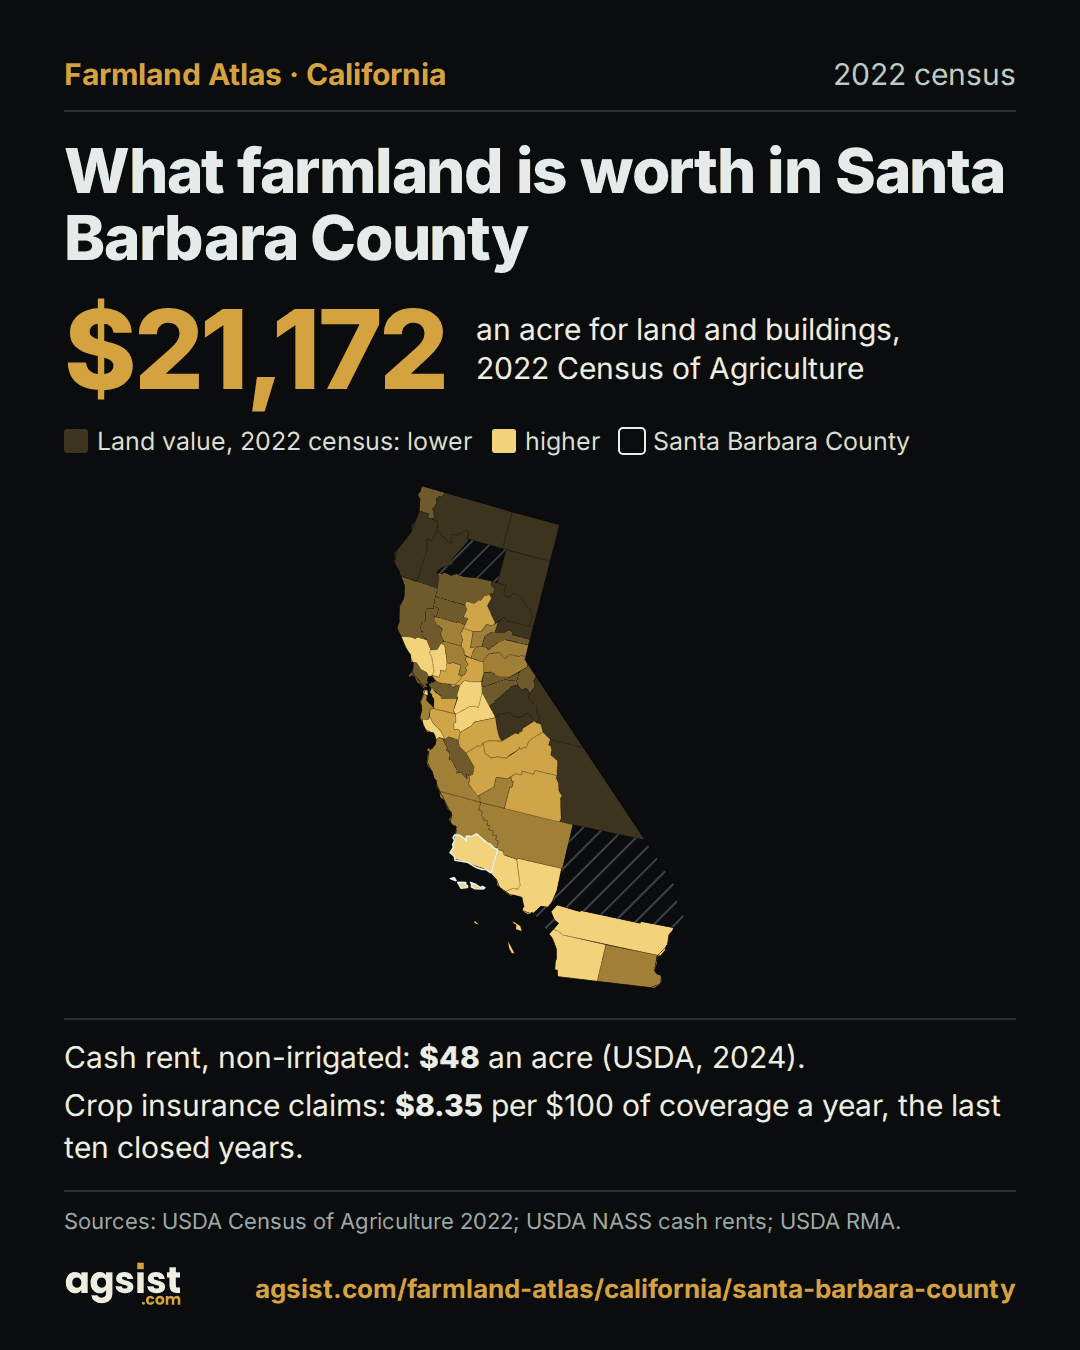 Farmland Atlas · California
2022 census
What farmland is worth in Santa
Barbara County
$21,172
an acre for land and buildings,
2022 Census of Agriculture
Land value, 2022 census: lower
higher
Santa Barbara County
Cash rent, non-irrigated: $48 an acre (USDA, 2024).
Crop insurance claims: $8.35 per $100 of coverage a year, the last
ten closed years.
Sources: USDA Census of Agriculture 2022; USDA NASS cash rents; USDA RMA.
agsist
.com
agsist.com/farmland-atlas/california/santa-barbara-county